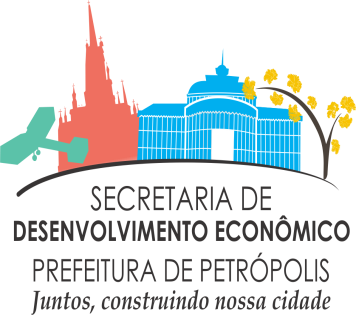 SECRETARIA DE
DESENVOLVIMENTO ECONÔMICO
PREFEITURA DE PETRÓPOLIS
Juntos, construindo nossa cidade